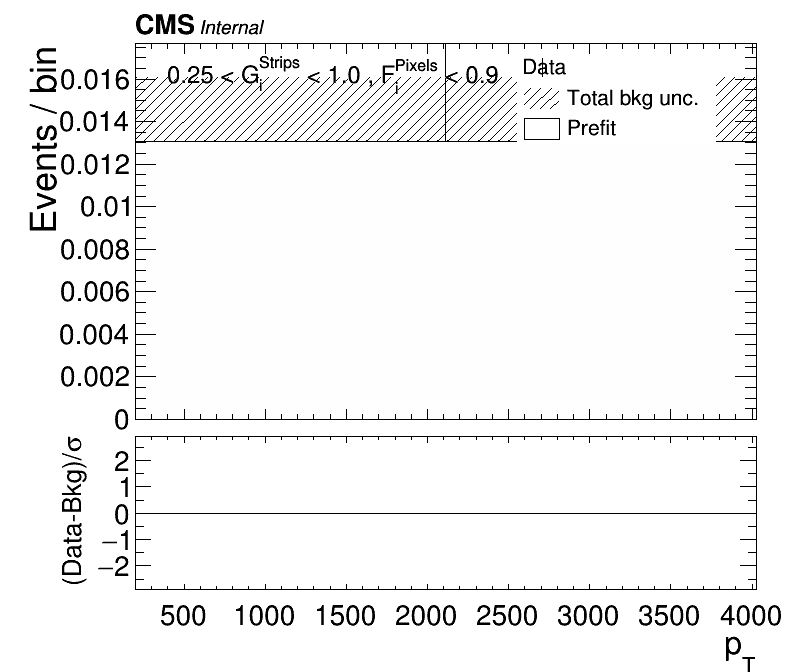 CMS Internal
0.25 < G_i^Strips < 1.0 , F_i^Pixels < 0.9
Data
Total bkg unc.
Prefit
Events / bin
0.016
0.014
0.012
0.01
0.008
0.006
0.004
0.002
0
(Data-Bkg)/σ
2
1
0
−1
−2
500 1000 1500 2000 2500 3000 3500 4000
p_T